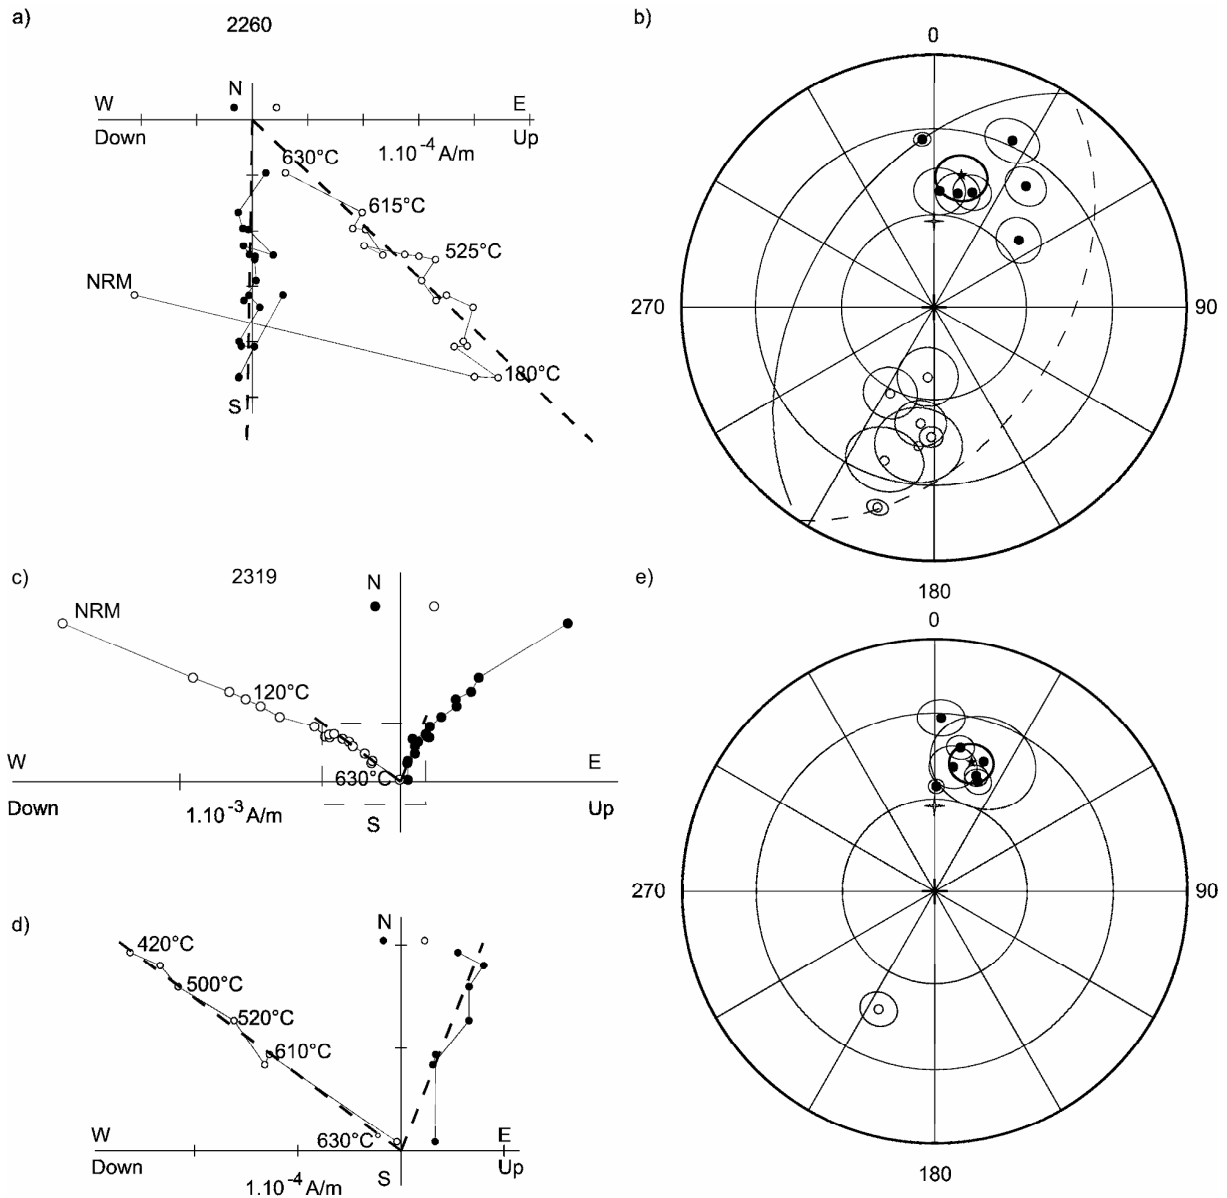 a)
2260
N
W
E
Down
Up
630°C
1.10-4 A/m
615°C
525°C
NRM
180°C
S
b)
0
270
90
180
c)
2319
N
NRM
120°C
W
E
630°C
Down
1.10-3 A/m
Up
S
d)
N
420°C
500°C
520°C
610°C
630°C
W
E
Down
Up
1.10-4 A/m
S
e)
0
270
90
180